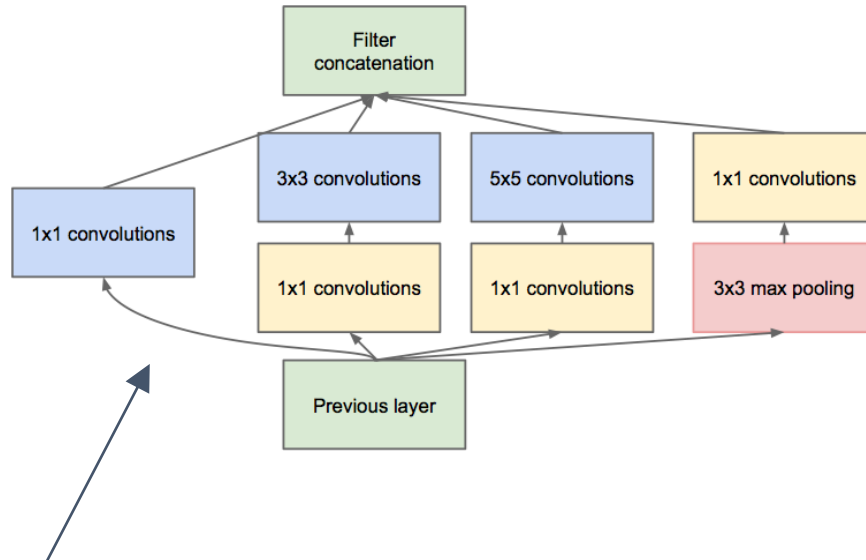 Filter
concatenation
3x3 convolutions
5x5 convolutions
1x1 convolutions
1x1 convolutions
1x1 convolutions
1x1 convolutions
3x3 max pooling
Previous layer